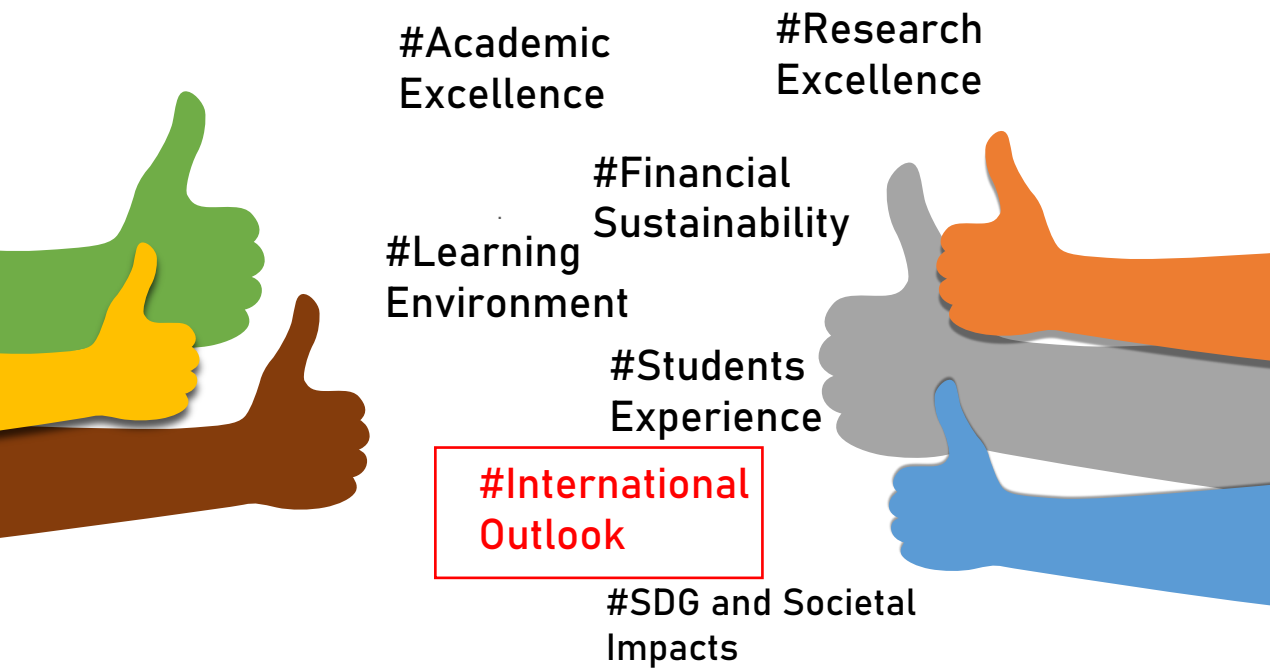 #Academic
Excellence
#Research
Excellence
#Financial
Sustainability
#Learning
Environment
#Students
Experience
#International
Outlook
#SDG and Societal
Impacts